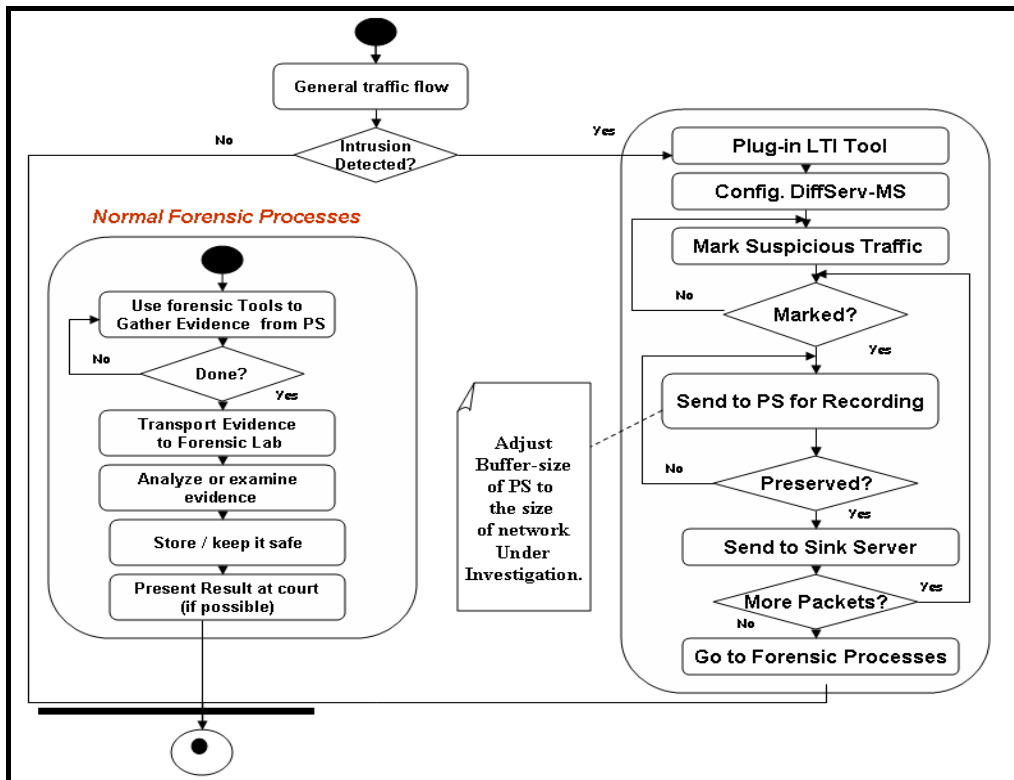 General traffic flow
No
Yes
Intrusion
Detected?
Plug-in LTI Tool
Config. DiffServ-MS
Mark Suspicious Traffic
No
Marked?
Yes
Send to PS for Recording
No
Preserved?
Yes
Send to Sink Server
More Packets?
Yes
No
Go to Forensic Processes
Adjust
Buffer-size
of PS to
the size
of network
Under
Investigation.
Normal Forensic Processes
Use forensic Tools to
Gather Evidence from PS
No
Done?
Yes
Transport Evidence
to Forensic Lab
Analyze or examine
evidence
Store / keep it safe
Present Result at court
(if possible)